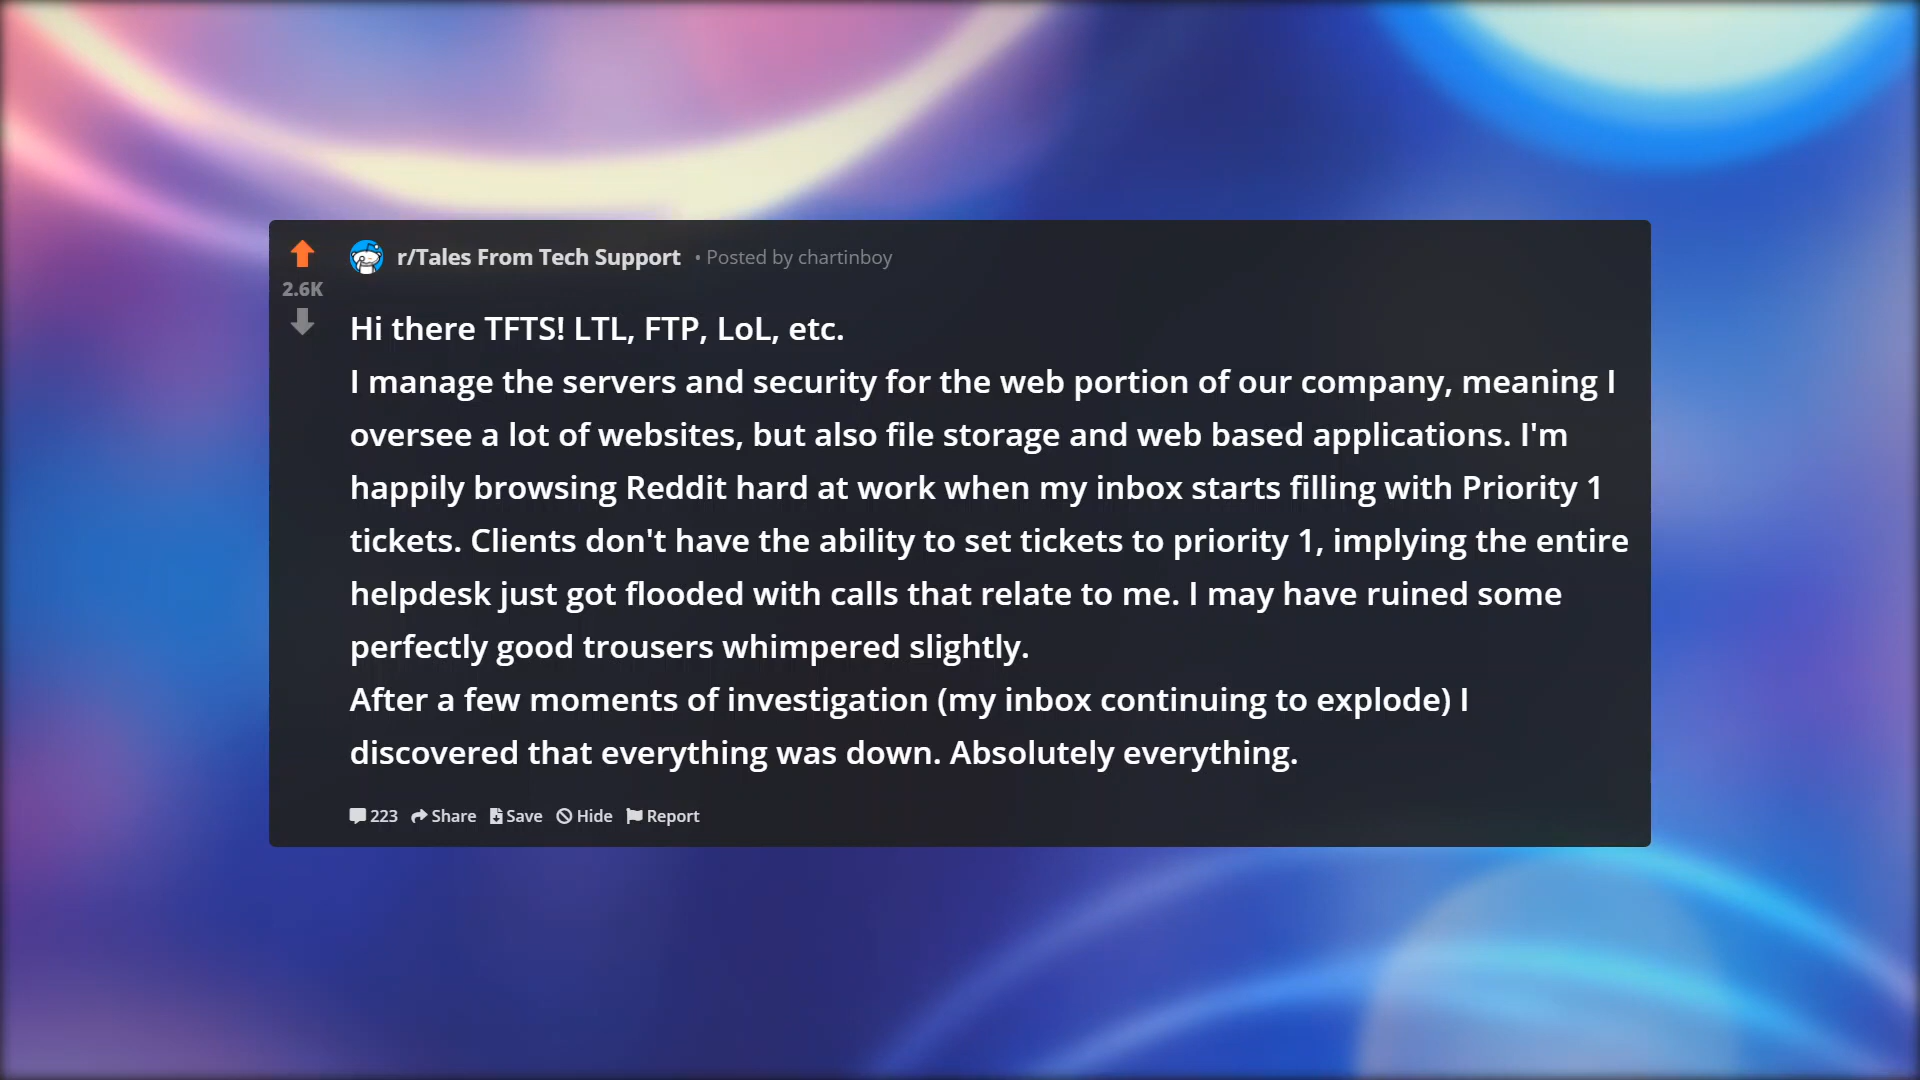 r/Tales From Tech Support • Posted by chartinboy
2.6K
Hi there TFTS! LTL, FTP, LoL, etc.
I manage the servers and security for the web portion of our company, meaning I
oversee a lot of websites, but also file storage and web based applications. I'm
happily browsing Reddit hard at work when my inbox starts filling with Priority 1
tickets. Clients don't have the ability to set tickets to priority 1, implying the entire
helpdesk just got flooded with calls that relate to me. I may have ruined some
perfectly good trousers whimpered slightly.
After a few moments of investigation (my inbox continuing to explode) I
discovered that everything was down. Absolutely everything.
223 Share Save Hide Report